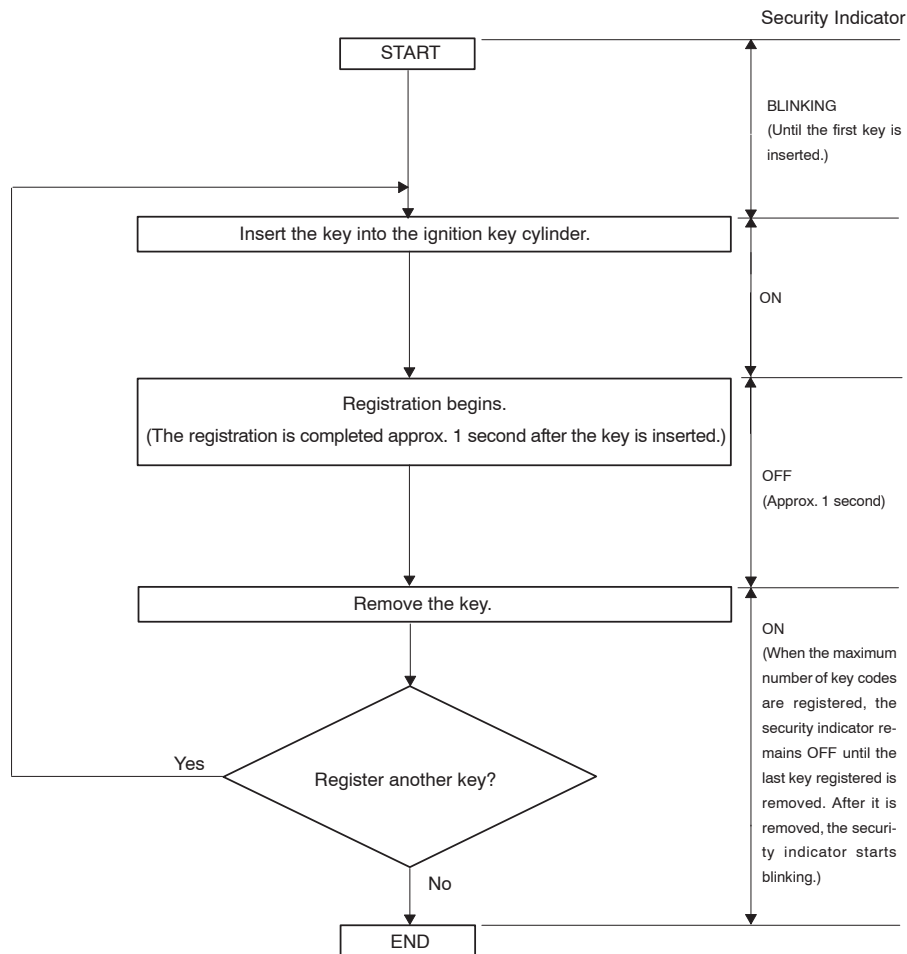 Security Indicator
START
BLINKING
(Until the first key is
inserted.)
Insert the key into the ignition key cylinder.
ON
Registration begins.
(The registration is completed approx. 1 second after the key is inserted.)
OFF
(Approx. 1 second)
Remove the key.
ON
(When the maximum
number of key codes
are registered, the
security indicator re-
mains OFF until the
last key registered is
removed. After it is
removed, the securi-
ty indicator starts
blinking.)
Yes
Register another key?
No
END